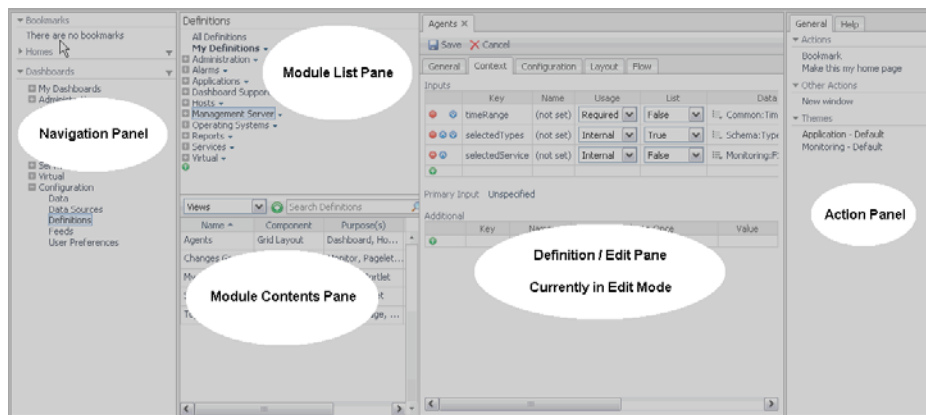 Bookmarks
There are no bookmarks
Homes
Dashboards
My Dashboards
Navigation Panel
Virtual
Configuration
Data
Data Sources
Definitions
Feeds
User Preferences
Definitions
All Definitions
My Definitions
Administration
Alarms
Applications
Dashboard
Hosts
Management Server
Operating Systems
Reports
Services
Virtual
Module List Pane
Views Search Definitions
Name Component Purpose(s)
Agents Grid Layout Dashboard, Ho...
Changes
Module Contents Pane
Agents
Save Cancel
General Context Configuration Layout Flow
Inputs
Key Name Usage List Data
timeRange (not set) Required False Common:Tim
selectedTypes (not set) Internal True Schema:Type
selectedService (not set) Internal False
Primary Input Unspecified
Additional
Key Value
Definition / Edit Pane
Currently in Edit Mode
General Help
Actions
Bookmark
Make this my home page
Other Actions
New window
Themes
Application - Default
Monitoring - Default
Action Panel